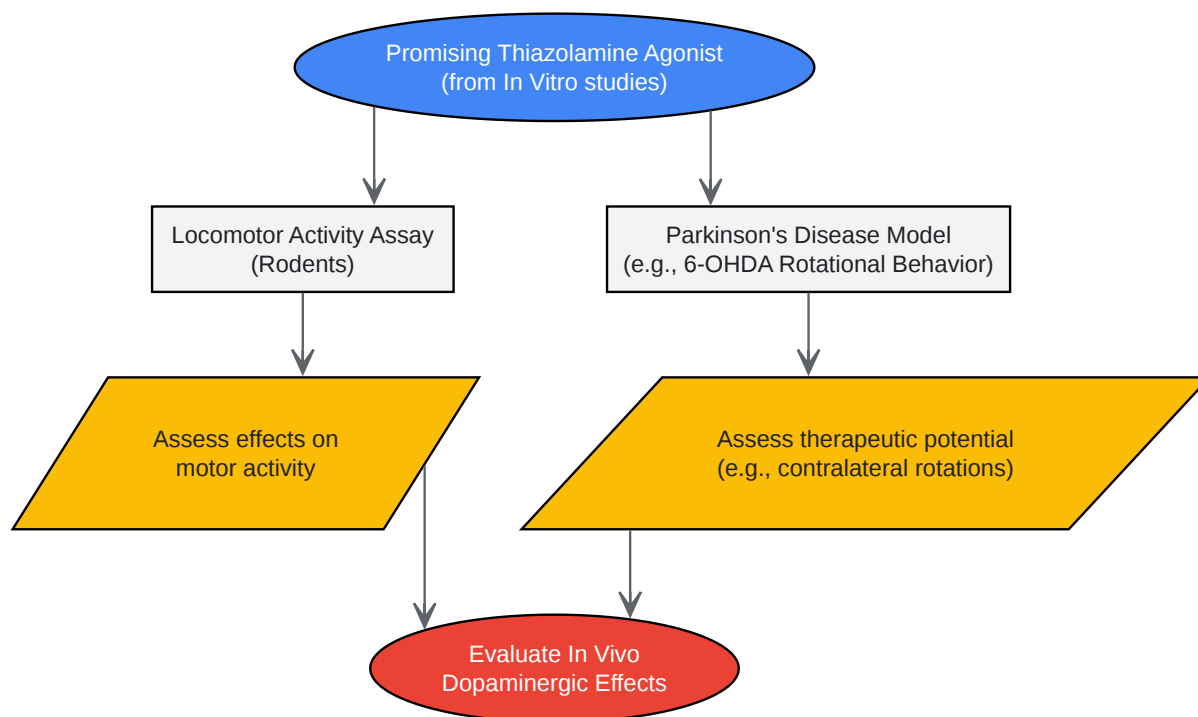 Promising Thiazolamine Agonist
(from In Vitro studies)
Locomotor Activity Assay
(Rodents)
Parkinson's Disease Model
(e.g., 6-OHDA Rotational Behavior)
Assess effects on
motor activity
Assess therapeutic potential
(e.g., contralateral rotations)
Evaluate In Vivo
Dopaminergic Effects